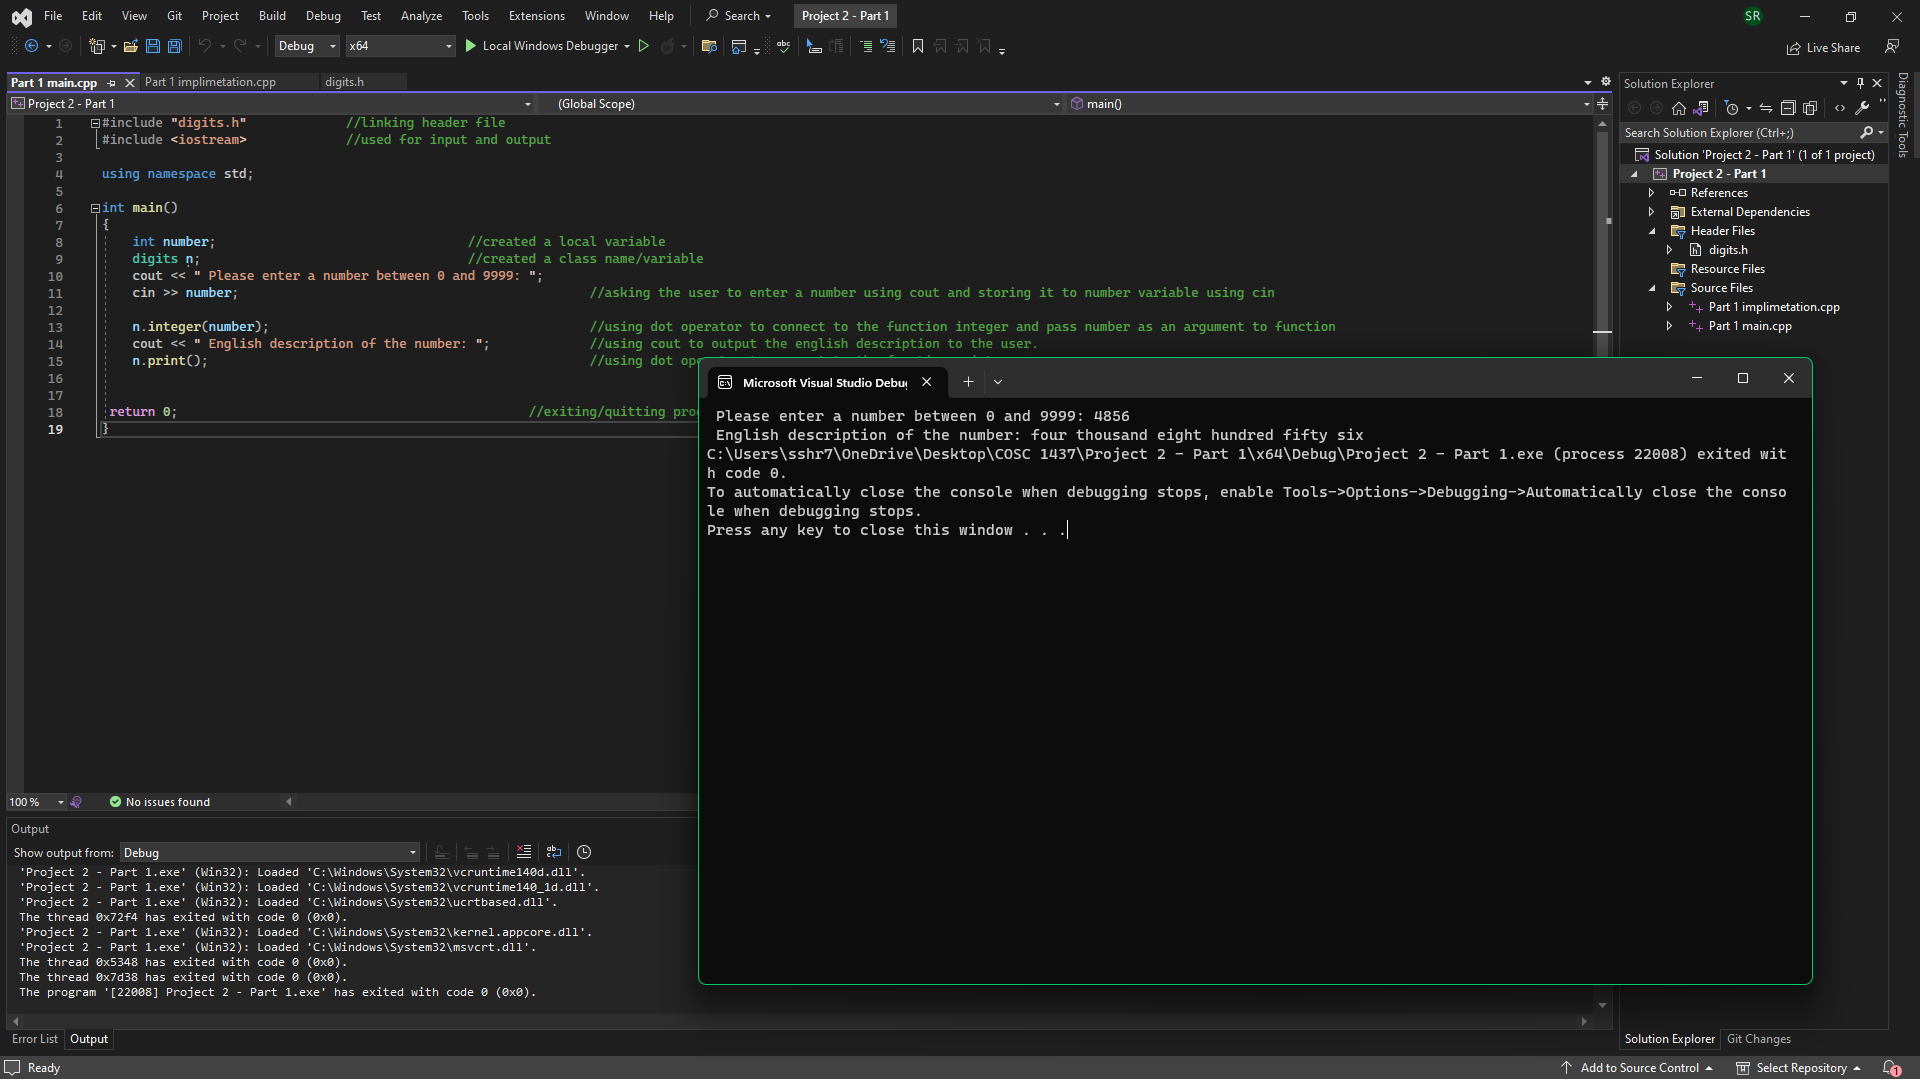 File Edit View Git Project Build Debug Test Analyze Tools Extensions Window Help Search Project 2 - Part 1 SR
Debug x64 Local Windows Debugger Live Share
Part 1 main.cpp Part 1 implimetation.cpp digits.h
Project 2 - Part 1 (Global Scope) main()
1 #include "digits.h" //linking header file
2 #include <iostream> //used for input and output
3
4 using namespace std;
5
6 int main()
7 {
8 int number; //created a local variable
9 digits n; //created a class name/variable
10 cout << " Please enter a number between 0 and 9999: ";
11 cin >> number; //asking the user to enter a number using cout and storing it to number variable using cin
12
13 n.integer(number); //using dot operator to connect to the function integer and pass number as an argument to function
14 cout << " English description of the number: "; //using cout to output the english description to the user.
15 n.print(); //using dot
16
17
18 return 0; //exiting/quitting
19 }
Microsoft Visual Studio Debu
Please enter a number between 0 and 9999: 4856
English description of the number: four thousand eight hundred fifty six
C:\Users\sshr7\OneDrive\Desktop\COSC 1437\Project 2 - Part 1\x64\Debug\Project 2 - Part 1.exe (process 22008) exited wit
h code 0.
To automatically close the console when debugging stops, enable Tools->Options->Debugging->Automatically close the conso
le when debugging stops.
Press any key to close this window . . .
100 % No issues found
Output
Show output from: Debug
'Project 2 - Part 1.exe' (Win32): Loaded 'C:\Windows\System32\vcruntime140d.dll'.
'Project 2 - Part 1.exe' (Win32): Loaded 'C:\Windows\System32\vcruntime140_1d.dll'.
'Project 2 - Part 1.exe' (Win32): Loaded 'C:\Windows\System32\ucrtbased.dll'.
The thread 0x72f4 has exited with code 0 (0x0).
'Project 2 - Part 1.exe' (Win32): Loaded 'C:\Windows\System32\kernel.appcore.dll'.
'Project 2 - Part 1.exe' (Win32): Loaded 'C:\Windows\System32\msvcrt.dll'.
The thread 0x5348 has exited with code 0 (0x0).
The thread 0x7d38 has exited with code 0 (0x0).
The program '[22008] Project 2 - Part 1.exe' has exited with code 0 (0x0).
Error List Output
Solution Explorer
Search Solution Explorer (Ctrl+;)
Solution 'Project 2 - Part 1' (1 of 1 project)
Project 2 - Part 1
References
External Dependencies
Header Files
digits.h
Resource Files
Source Files
Part 1 implimetation.cpp
Part 1 main.cpp
Solution Explorer Git Changes
Diagnostic Tools
Ready Add to Source Control Select Repository 1